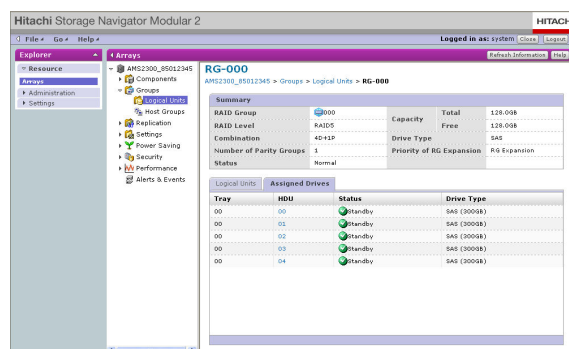 Hitachi Storage Navigator Modular 2
HITACH
File Go Help
Logged in as: system Close Logout
Explorer
Arrays
Refresh Information Help
Resource
Arrays
Administration
Settings
AMS2300_85012345
Components
Groups
Logical Units
Host Groups
Replication
Settings
Power Saving
Security
Performance
Alerts & Events
RG-000
AMS2300_85012345 > Groups > Logical Units > RG-000
Summary
RAID Group 000 Capacity Total 128.0GB
RAID Level RAID5 Free 128.0GB
Combination 4D+1P Drive Type SAS
Number of Parity Groups 1 Priority of RG Expansion RG Expansion
Status Normal
Logical Units Assigned Drives
Tray HDU Status Drive Type
00 00 Standby SAS (300GB)
00 01 Standby SAS (300GB)
00 02 Standby SAS (300GB)
00 03 Standby SAS (300GB)
00 04 Standby SAS (300GB)